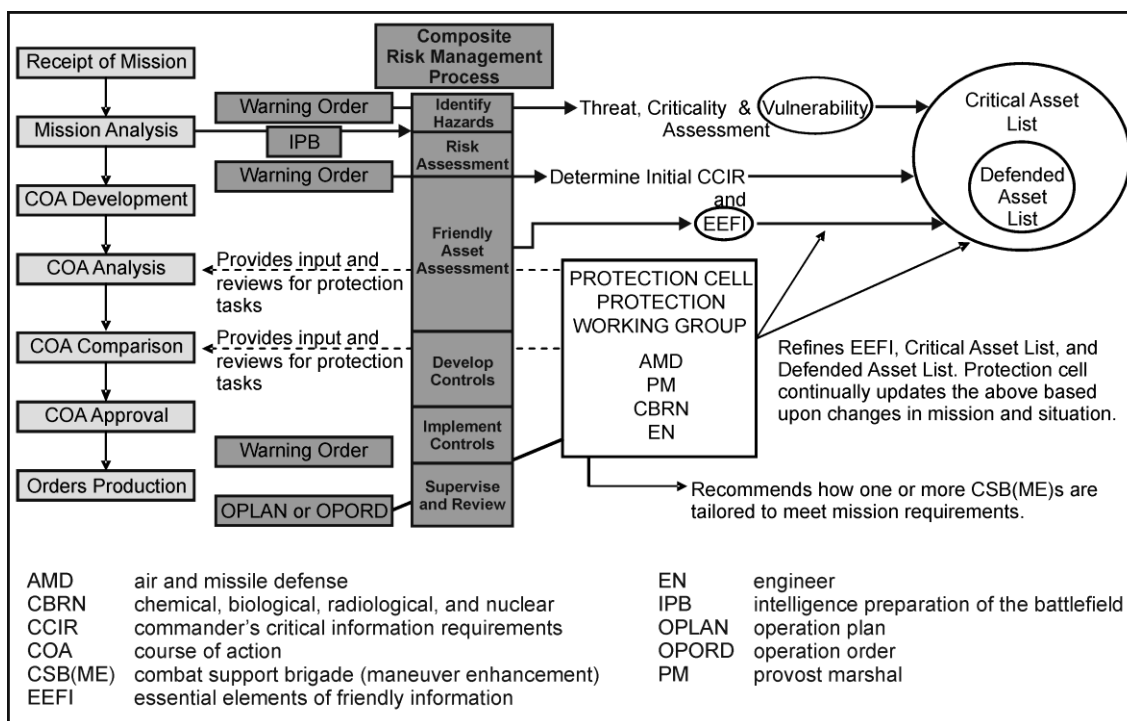 Composite
Risk Management
Process
Receipt of Mission
Mission Analysis
COA Development
COA Analysis
COA Comparison
COA Approval
Orders Production
Warning Order
IPB
Warning Order
Provides input and
reviews for protection
tasks
Provides input and
reviews for protection
tasks
Warning Order
OPLAN or OPORD
Identify
Hazards
Risk
Assessment
Friendly
Asset
Assessment
Develop
Controls
Implement
Controls
Supervise
and Review
Threat, Criticality & Vulnerability
Assessment
Determine Initial CCIR
and
EEFI
Critical Asset
List
Defended
Asset
List
PROTECTION CELL
PROTECTION
WORKING GROUP
AMD
PM
CBRN
EN
Refines EEFI, Critical Asset List, and
Defended Asset List. Protection cell
continually updates the above based
upon changes in mission and situation.
Recommends how one or more CSB(ME)s are
tailored to meet mission requirements.
AMD air and missile defense
CBRN chemical, biological, radiological, and nuclear
CCIR commander's critical information requirements
COA course of action
CSB(ME) combat support brigade (maneuver enhancement)
EEFI essential elements of friendly information
EN engineer
IPB intelligence preparation of the battlefield
OPLAN operation plan
OPORD operation order
PM provost marshal